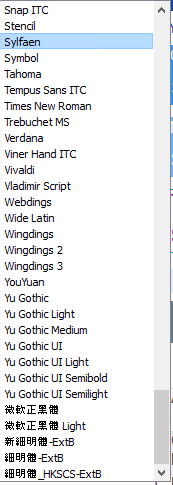 Snap ITC
Stencil
Sylfaen
Symbol
Tahoma
Tempus Sans ITC
Times New Roman
Trebuchet MS
Verdana
Viner Hand ITC
Vivaldi
Vladimir Script
Webdings
Wide Latin
Wingdings
Wingdings 2
Wingdings 3
YouYuan
Yu Gothic
Yu Gothic Light
Yu Gothic Medium
Yu Gothic UI
Yu Gothic UI Light
Yu Gothic UI Semibold
Yu Gothic UI Semilight
微軟正黑體
微軟正黑體 Light
新細明體-ExtB
細明體-ExtB
細明體_HKSCS-ExtB